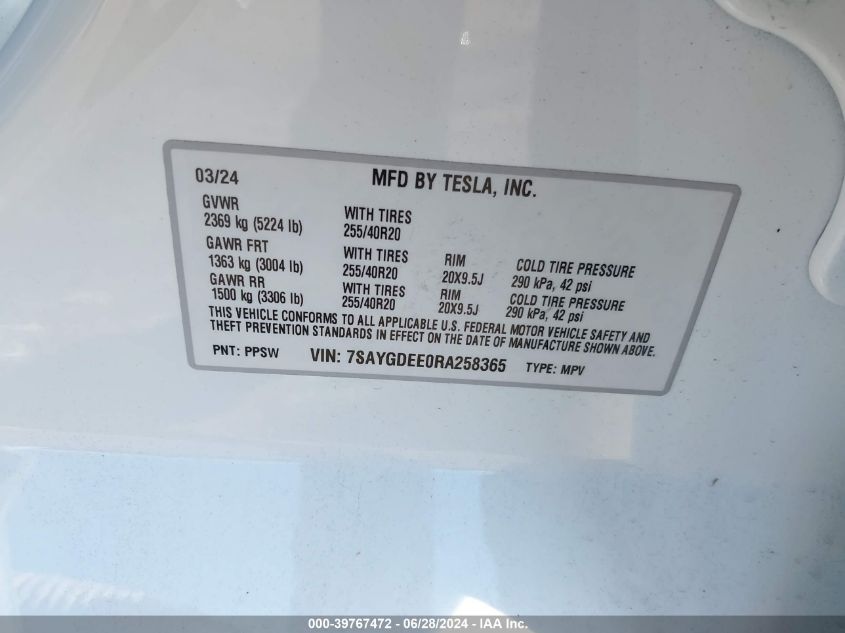 03/24 MFD BY TESLA, INC.
GVWR
2369 kg (5224 lb) WITH TIRES 255/40R20
GAWR FRT
1363 kg (3004 lb) WITH TIRES 255/40R20 RIM 20X9.5J COLD TIRE PRESSURE 290 kPa, 42 psi
GAWR RR
1500 kg (3306 lb) WITH TIRES 255/40R20 RIM 20X9.5J COLD TIRE PRESSURE 290 kPa, 42 psi
THIS VEHICLE CONFORMS TO ALL APPLICABLE U.S. FEDERAL MOTOR VEHICLE SAFETY AND
THEFT PREVENTION STANDARDS IN EFFECT ON THE DATE OF MANUFACTURE SHOWN ABOVE.
PNT: PPSW VIN: 7SAYGDEE0RA258365 TYPE: MPV
000-39767472 - 06/28/2024 - IAA Inc.